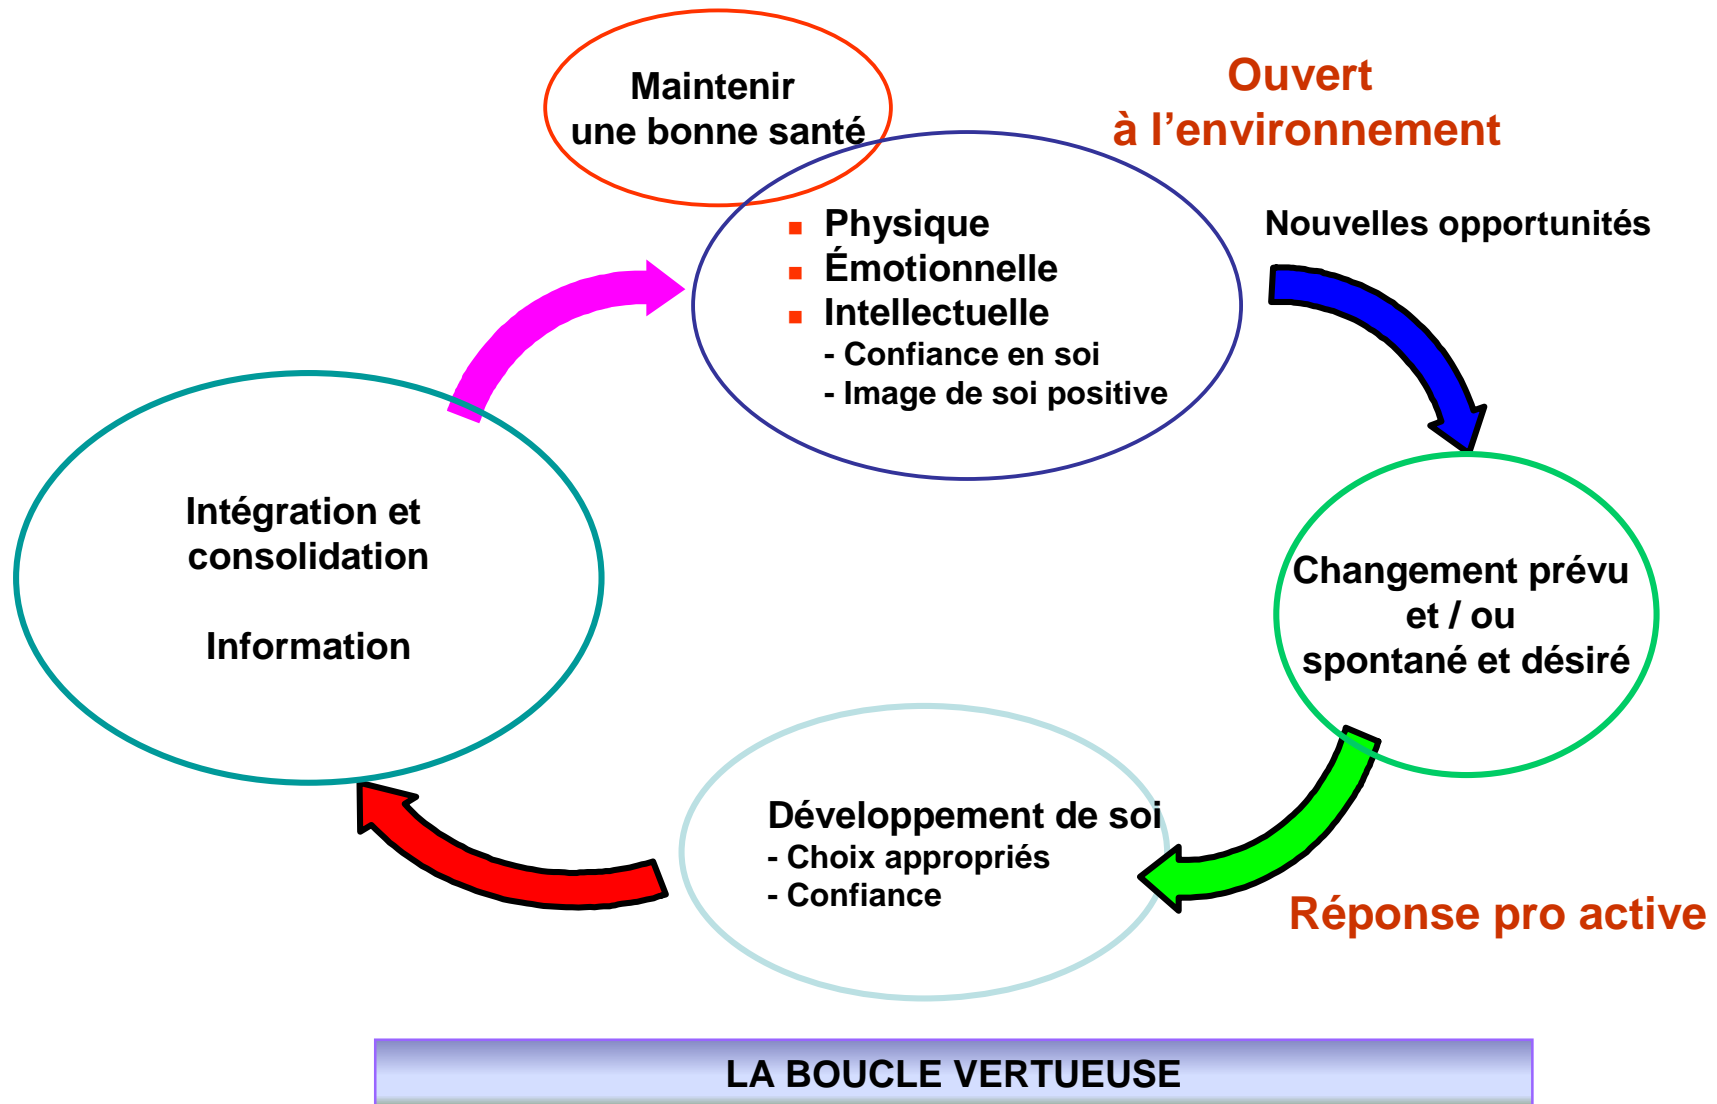 Maintenir
une bonne santé
Ouvert
à l’environnement
Physique
Émotionnelle
Intellectuelle
- Confiance en soi
- Image de soi positive
Nouvelles opportunités
Changement prévu
et / ou
spontané et désiré
Réponse pro active
Développement de soi
- Choix appropriés
- Confiance
Intégration et
consolidation
Information
LA BOUCLE VERTUEUSE